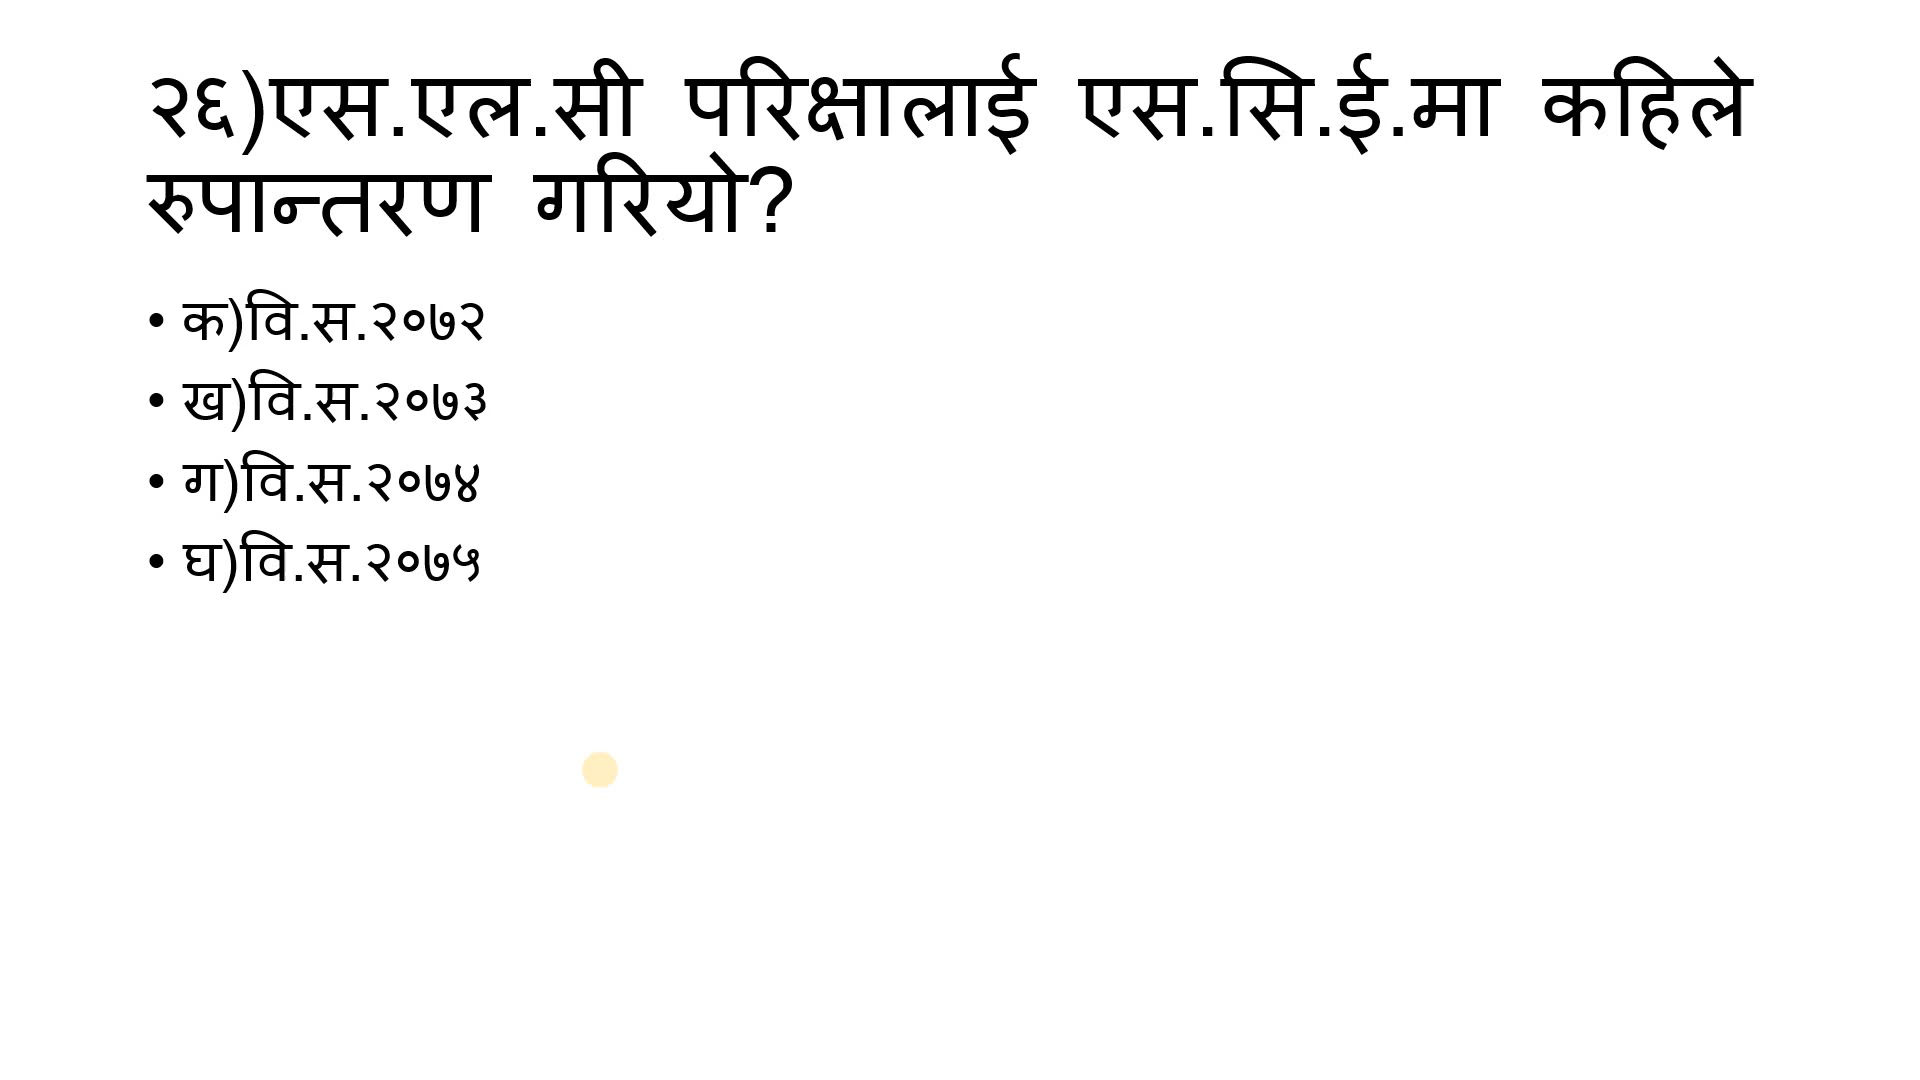 २६)एस.एल.सी परिक्षालाई एस.सि.ई.मा कहिले
रुपान्तरण गरियो?
• क)वि.स.२०७२
• ख)वि.स.२०७३
• ग)वि.स.२०७४
• घ)वि.स.२०७५